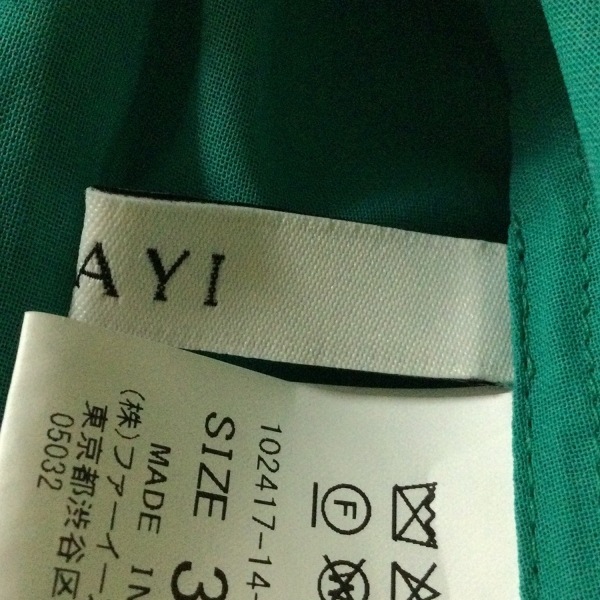 AYI
102417-14-
SIZE 3
MADE IN
(株)ファーイー
東京都渋谷区
05032